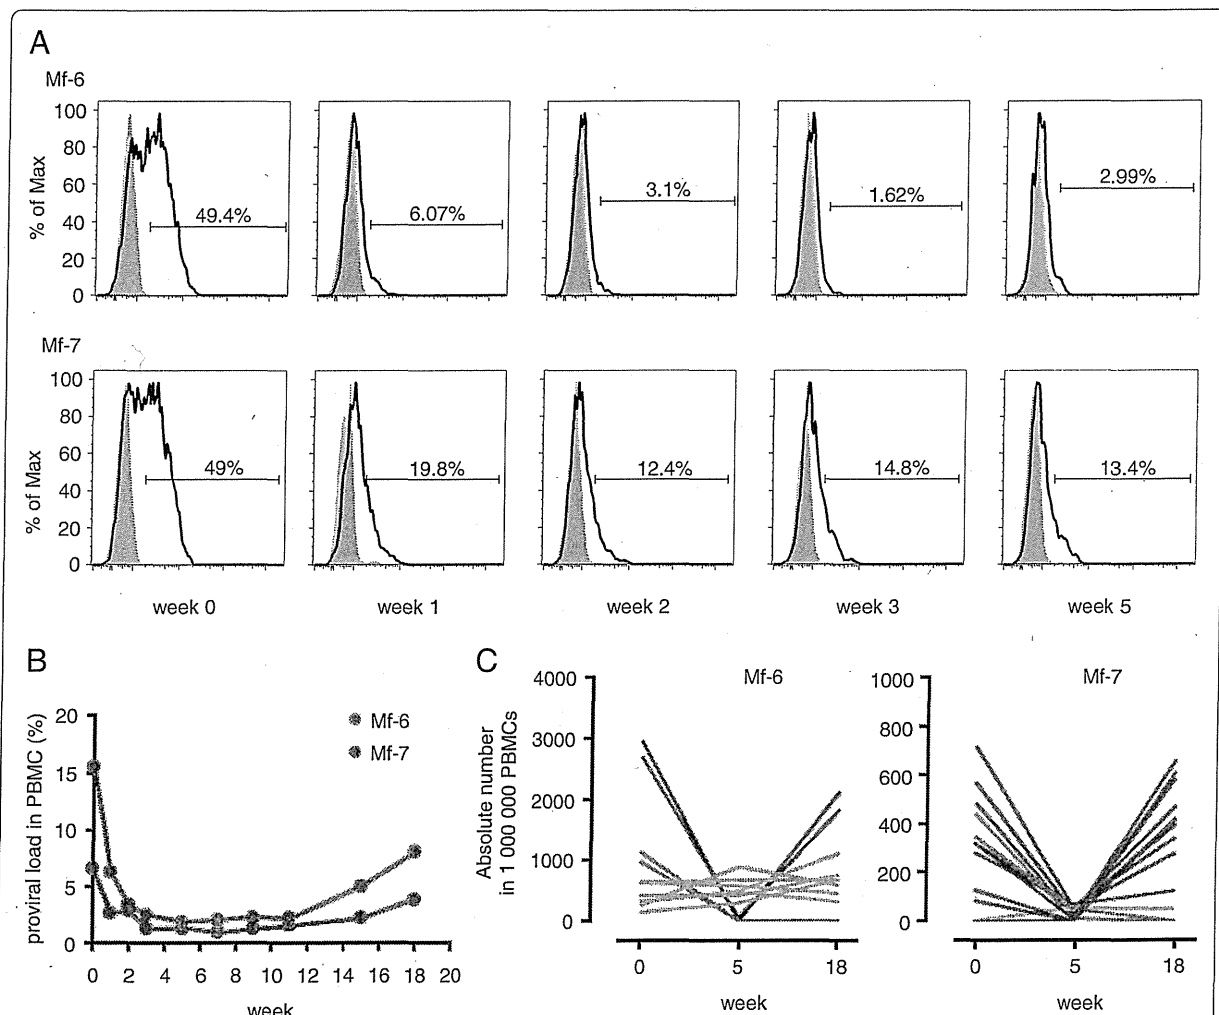 A
Mf-6
% of Max
100
80
60
40
20
0
49.4%
6.07%
3.1%
1.62%
2.99%
Mf-7
% of Max
100
80
60
40
20
0
49%
19.8%
12.4%
14.8%
13.4%
week 0
week 1
week 2
week 3
week 5
B
proviral load in PBMC (%)
20
15
10
5
0
Mf-6
Mf-7
0 2 4 6 8 10 12 14 16 18 20
week
C
Absolute number
in 1 000 000 PBMCs
Mf-6
4000
3000
2000
1000
0
0 5 18
week
Mf-7
1000
800
600
400
200
0
0 5 18
week